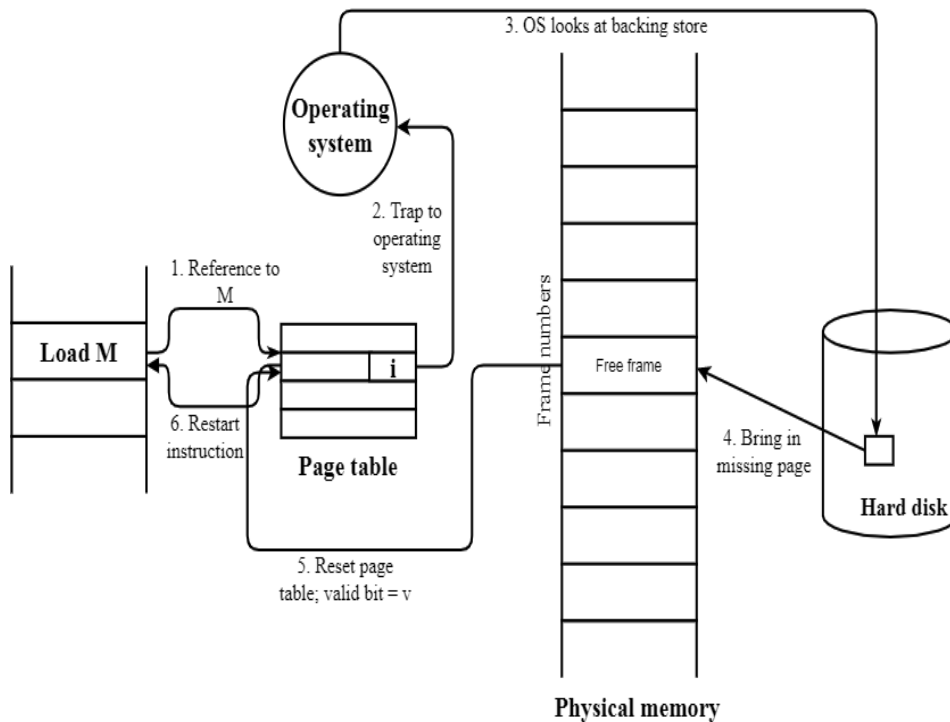 3. OS looks at backing store
Operating
system
2. Trap to
operating
system
1. Reference to
M
Load M
i
6. Restart
instruction
Page table
Frame numbers
Free frame
4. Bring in
missing page
Hard disk
5. Reset page
table; valid bit = v
Physical memory